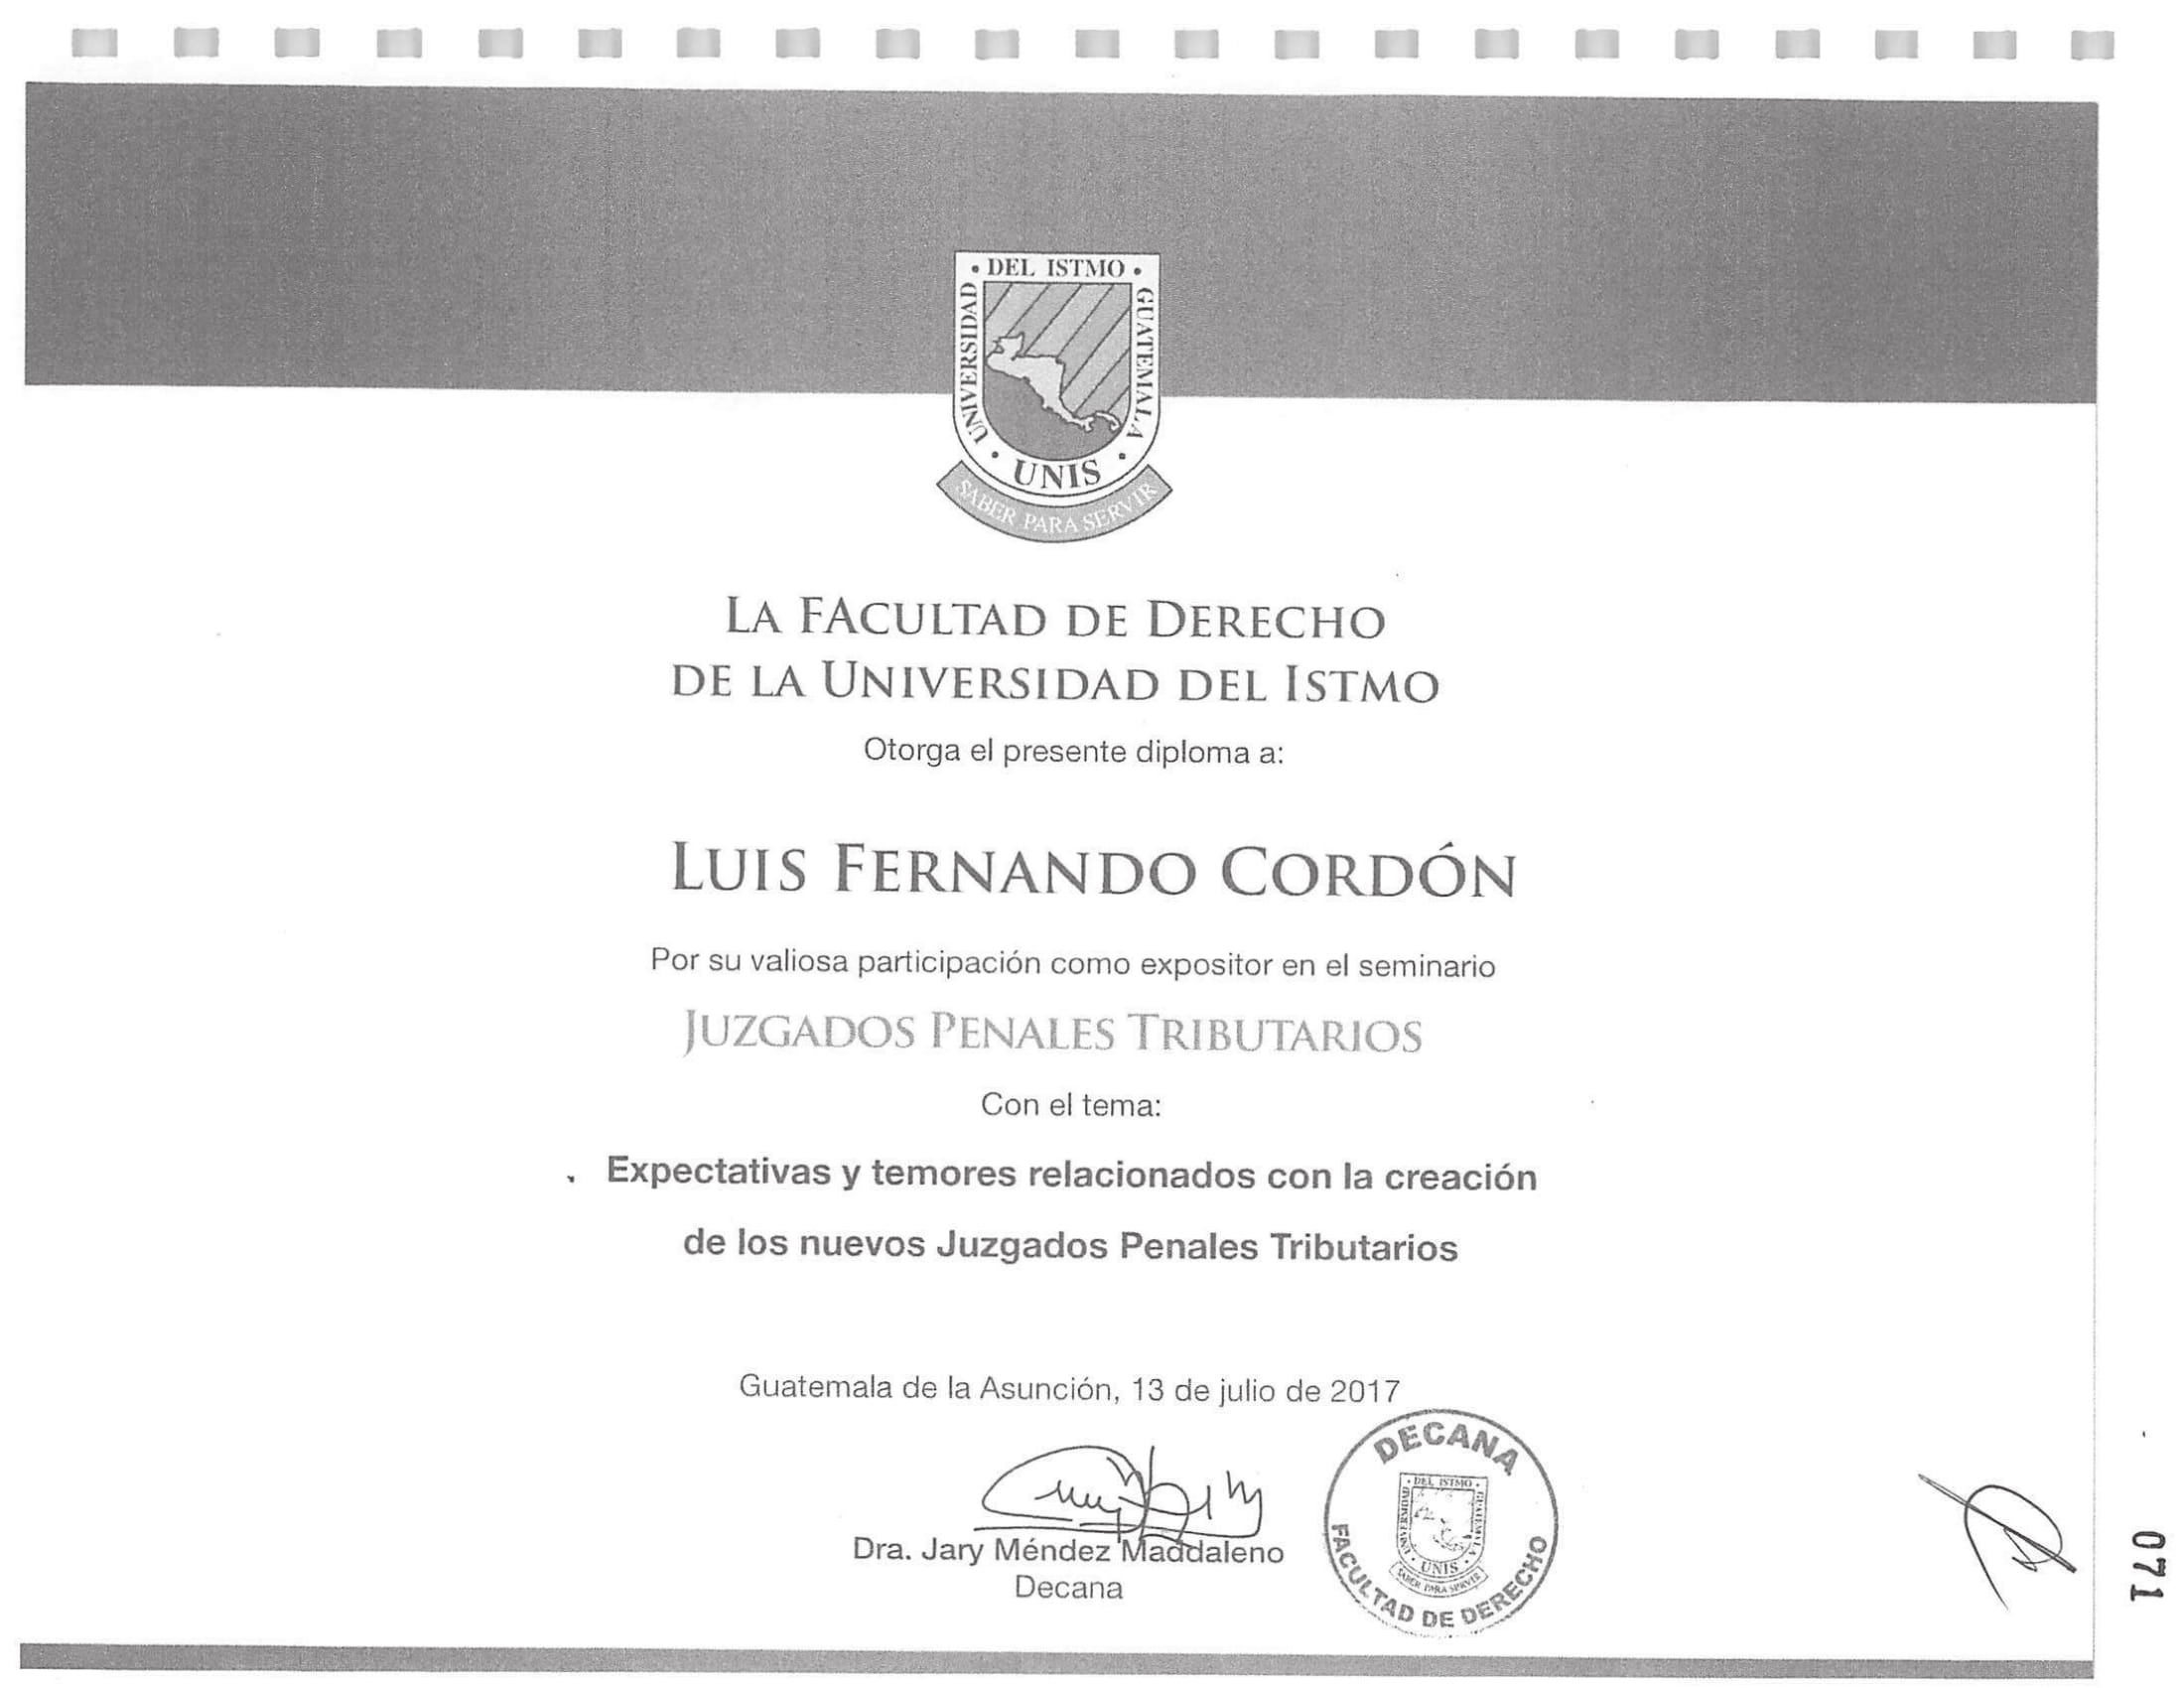 • DEL ISTMO •
UNIVERSIDAD
GUATEMALA
• UNIS •
SABER PARA SERVIR
LA FACULTAD DE DERECHO
DE LA UNIVERSIDAD DEL ISTMO
Otorga el presente diploma a:
LUIS FERNANDO CORDÓN
Por su valiosa participación como expositor en el seminario
JUZGADOS PENALES TRIBUTARIOS
Con el tema:
Expectativas y temores relacionados con la creación
de los nuevos Juzgados Penales Tributarios
Guatemala de la Asunción, 13 de julio de 2017
Dra. Jary Méndez Maddaleno
Decana
DECANA
• DEL ISTMO •
UNIVERSIDAD
GUATEMALA
• UNIS •
SABER PARA SERVIR
FACULTAD DE DERECHO
0771